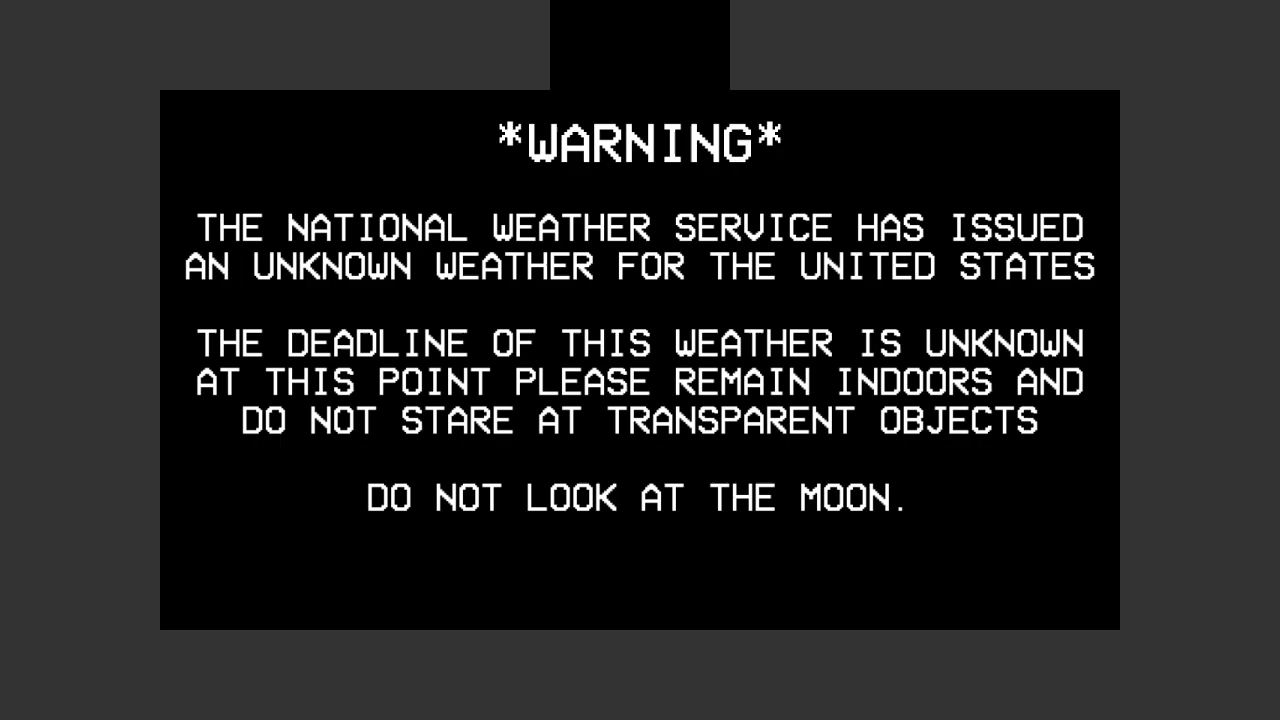 *WARNING*
THE NATIONAL WEATHER SERVICE HAS ISSUED
AN UNKNOWN WEATHER FOR THE UNITED STATES
THE DEADLINE OF THIS WEATHER IS UNKNOWN
AT THIS POINT PLEASE REMAIN INDOORS AND
DO NOT STARE AT TRANSPARENT OBJECTS
DO NOT LOOK AT THE MOON.